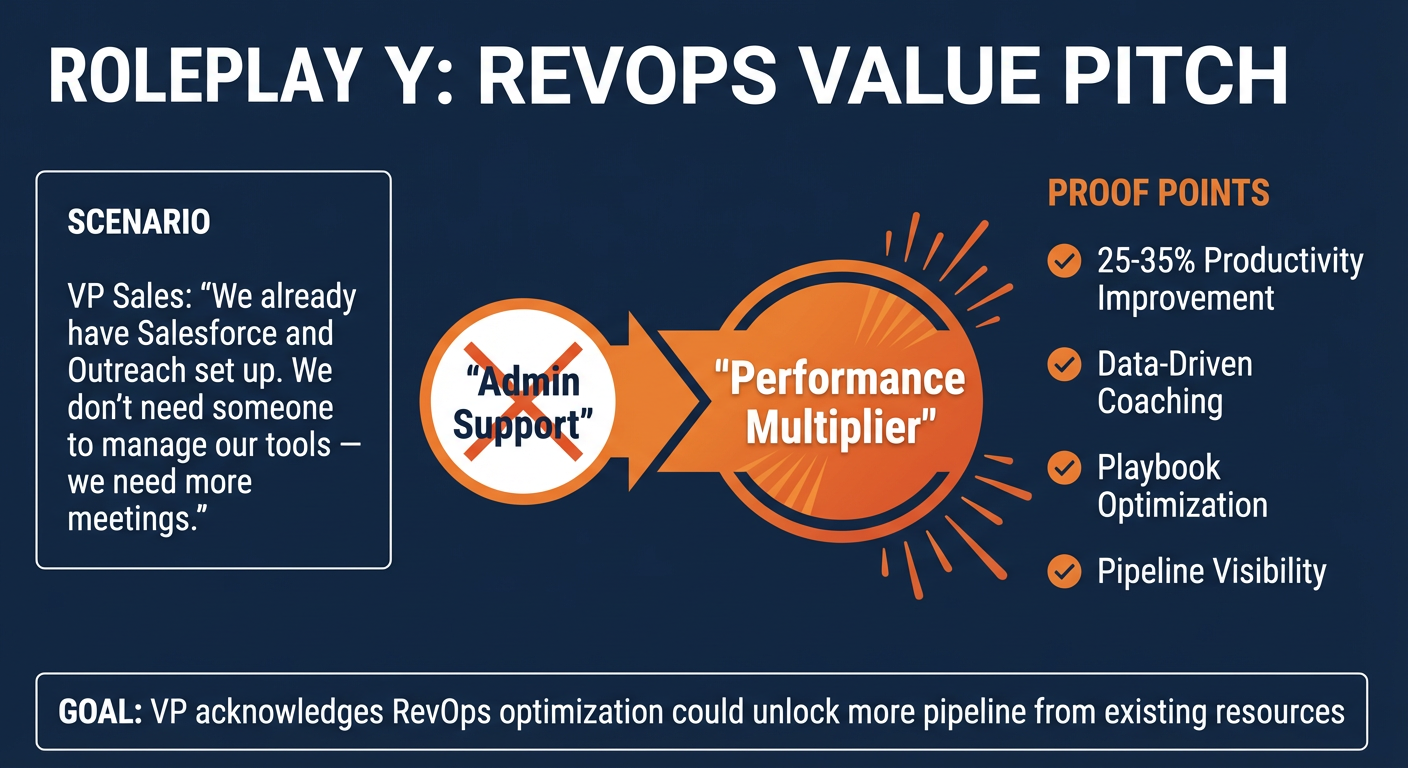 ROLEPLAY Y: REVOPS VALUE PITCH
SCENARIO
VP Sales: “We already
have Salesforce and
Outreach set up. We
don’t need someone
to manage our tools —
we need more
meetings.”
“Admin
Support”
“Performance
Multiplier”
PROOF POINTS
25-35% Productivity
Improvement
Data-Driven
Coaching
Playbook
Optimization
Pipeline Visibility
GOAL: VP acknowledges RevOps optimization could unlock more pipeline from existing resources